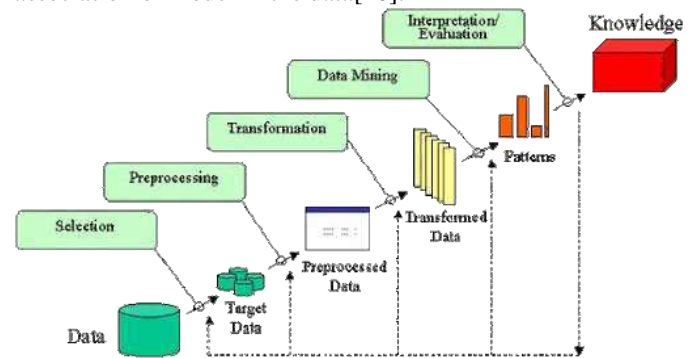 Interpretation/
Evaluation
Knowledge
Data Mining
Transformation
Patterns
Preprocessing
Transformed
Data
Selection
Preprocessed
Data
Target
Data
Data